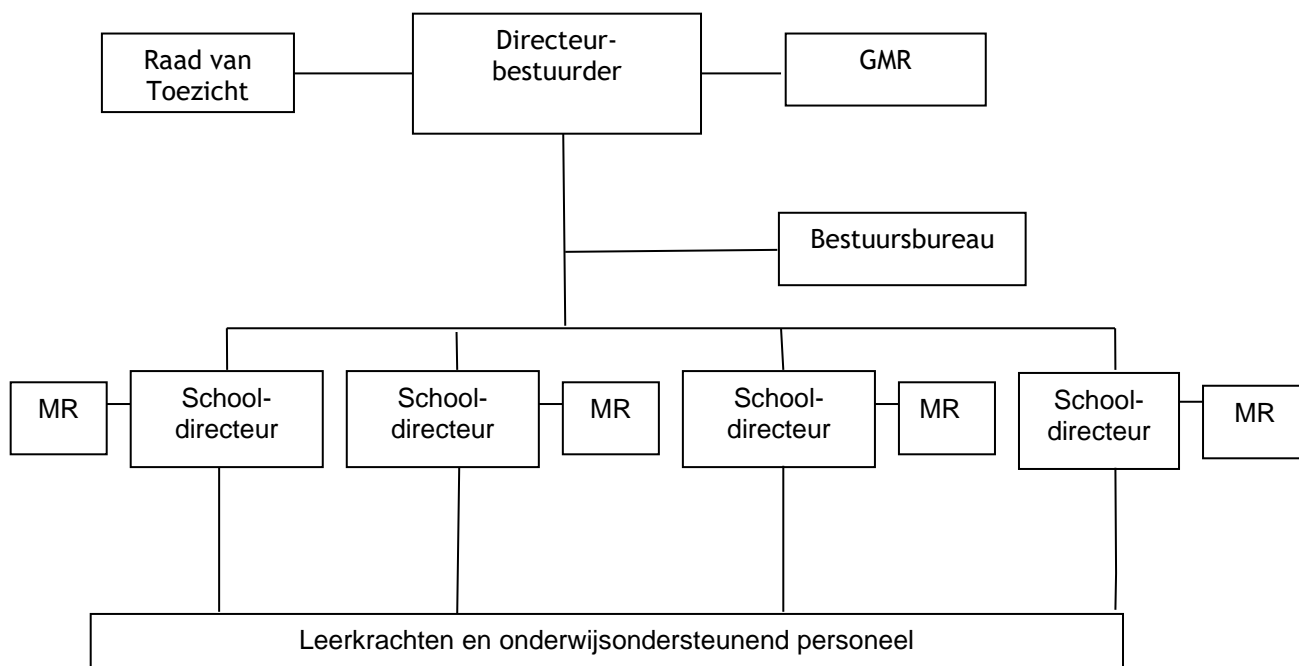 Raad van
Toezicht
Directeur-
bestuurder
GMR
Bestuursbureau
MR
School-
directeur
School-
directeur
MR
School-
directeur
MR
School-
directeur
MR
Leerkrachten en onderwijsondersteunend personeel